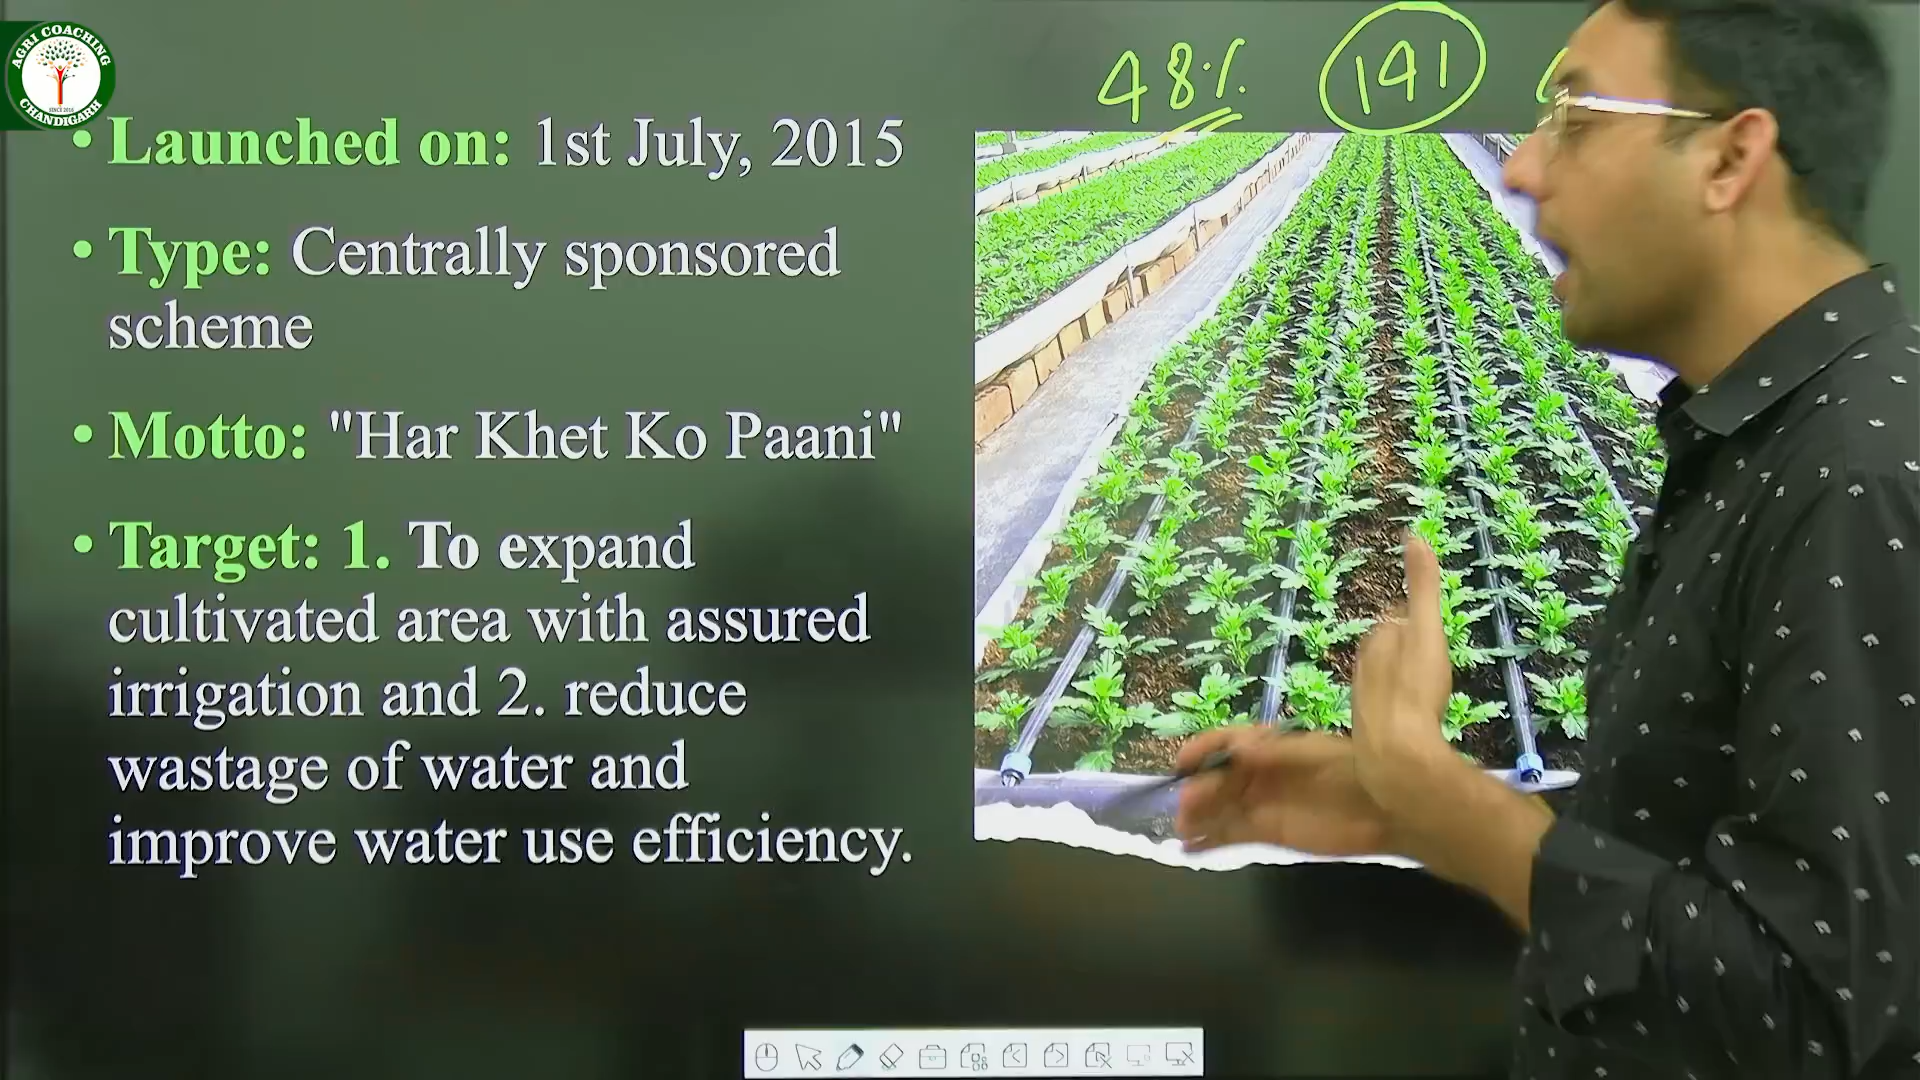 AGRI COACHING
CHANDIGARH
SINCE 2016
48% 141
• Launched on: 1st July, 2015
• Type: Centrally sponsored
scheme
• Motto: "Har Khet Ko Paani"
• Target: 1. To expand
cultivated area with assured
irrigation and 2. reduce
wastage of water and
improve water use efficiency.